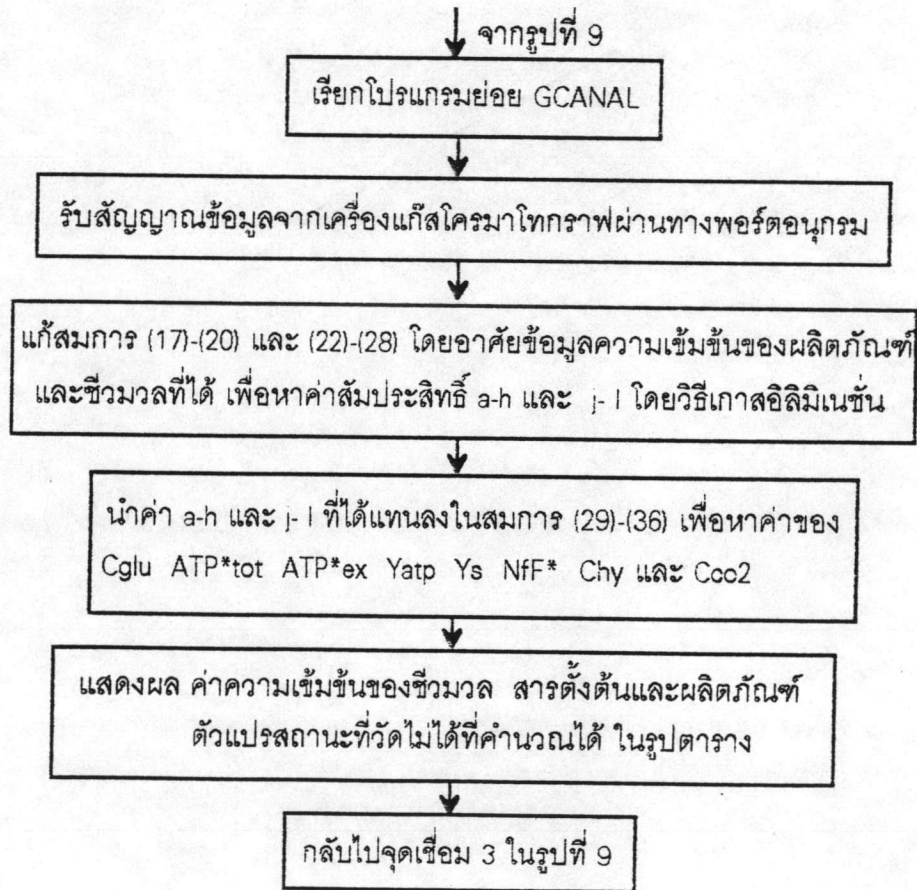 จากรูปที่ 9
เรียกโปรแกรมย่อย GCANAL
รับสัญญาณข้อมูลจากเครื่องแก๊สโครมาโทกราฟผ่านทางพอร์ตอนุกรม
แก้สมการ (17)-(20) และ (22)-(28) โดยอาศัยข้อมูลความเข้มข้นของผลิตภัณฑ์
และชีวมวลที่ได้ เพื่อหาค่าสัมประสิทธิ์ a-h และ j-l โดยวิธีเกาสอิลิมิเนชั่น
นำค่า a-h และ j-l ที่ได้แทนลงในสมการ (29)-(36) เพื่อหาค่าของ
Cglu ATP*tot ATP*ex Yatp Ys NfF* Chy และ Cco2
แสดงผล ค่าความเข้มข้นของชีวมวล สารตั้งต้นและผลิตภัณฑ์
ตัวแปรสถานะที่วัดไม่ได้ที่คำนวณได้ ในรูปตาราง
กลับไปจุดเชื่อม 3 ในรูปที่ 9